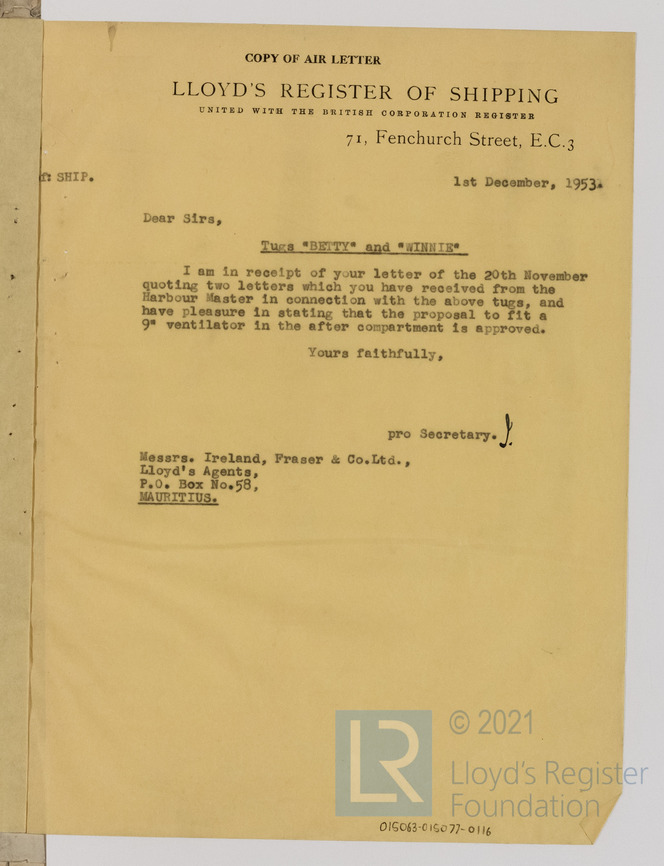 COPY OF AIR LETTER
LLOYD'S REGISTER OF SHIPPING
UNITED WITH THE BRITISH CORPORATION REGISTER
71, Fenchurch Street, E.C.3
f: SHIP.
1st December, 1953.
Dear Sirs,
Tugs "BETTY" and "WINNIE"
I am in receipt of your letter of the 20th November
quoting two letters which you have received from the
Harbour Master in connection with the above tugs, and
have pleasure in stating that the proposal to fit a
9" ventilator in the after compartment is approved.
Yours faithfully,
pro Secretary.
Messrs. Ireland, Fraser & Co.Ltd.,
Lloyd's Agents,
P.O. Box No.58,
MAURITIUS.
LR
© 2021
Lloyd's Register
Foundation
015063-015077-0116